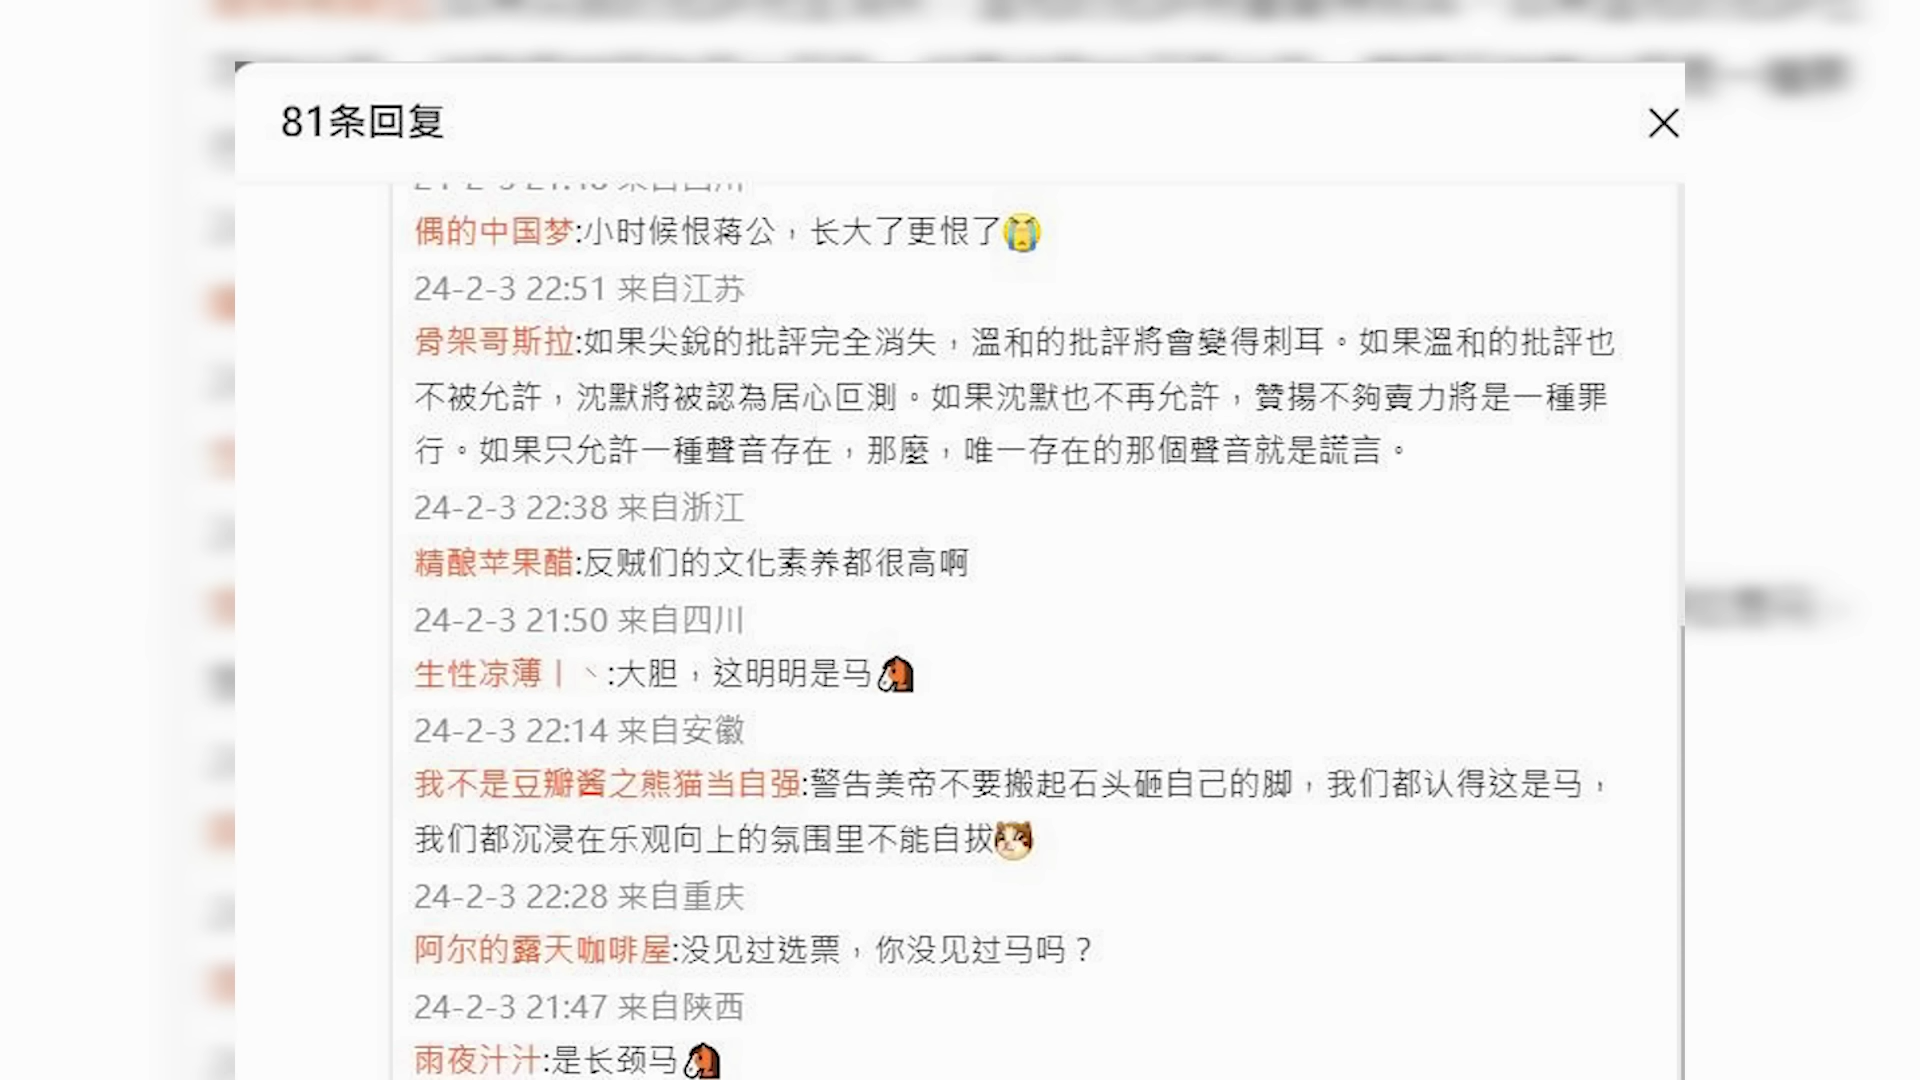 81条回复
偶的中国梦:小时候恨蒋公，长大了更恨了
24-2-3 22:51 来自江苏
骨架哥斯拉:如果尖銳的批評完全消失，溫和的批評將會變得刺耳。如果溫和的批評也
不被允許，沈默將被認為居心叵測。如果沈默也不再允許，贊揚不夠賣力將是一種罪
行。如果只允許一種聲音存在，那麼，唯一存在的那個聲音就是謊言。
24-2-3 22:38 来自浙江
精酿苹果醋:反贼们的文化素养都很高啊
24-2-3 21:50 来自四川
生性凉薄丨丶:大胆，这明明是马
24-2-3 22:14 来自安徽
我不是豆瓣酱之熊猫当自强:警告美帝不要搬起石头砸自己的脚，我们都认得这是马，
我们都沉浸在乐观向上的氛围里不能自拔
24-2-3 22:28 来自重庆
阿尔的露天咖啡屋:没见过选票，你没见过马吗？
24-2-3 21:47 来自陕西
雨夜汁汁:是长颈马